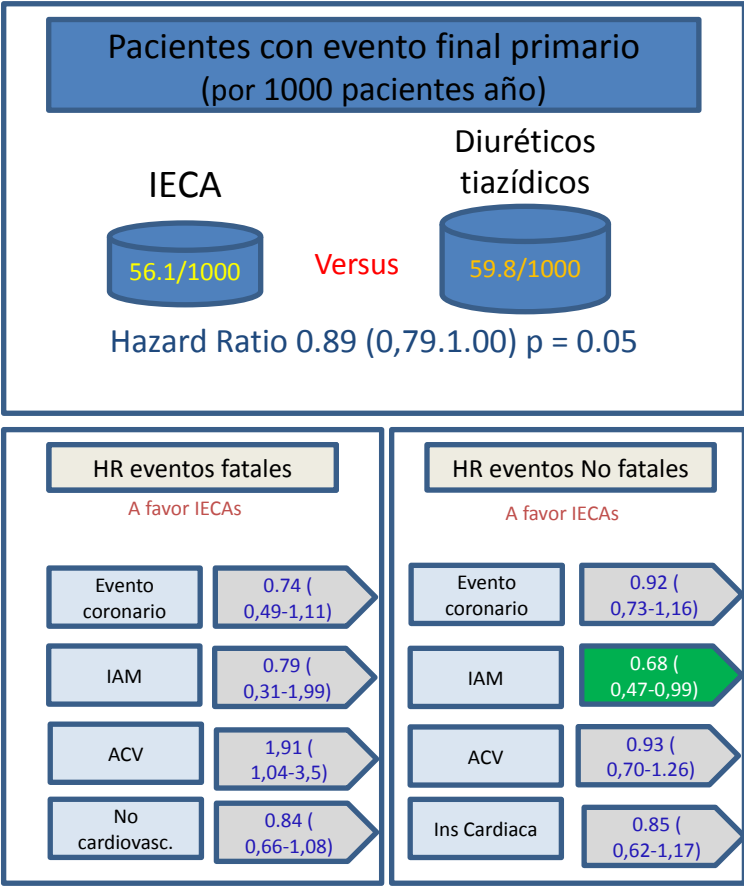 Pacientes con evento final primario
(por 1000 pacientes año)
IECA
Diuréticos
tiazídicos
56.1/1000
Versus
59.8/1000
Hazard Ratio 0.89 (0,79.1.00) p = 0.05
HR eventos fatales
A favor IECAs
Evento
coronario
0.74 (
0,49-1,11)
IAM
0.79 (
0,31-1,99)
ACV
1,91 (
1,04-3,5)
No
cardiovasc.
0.84 (
0,66-1,08)
HR eventos No fatales
A favor IECAs
Evento
coronario
0.92 (
0,73-1,16)
IAM
0.68 (
0,47-0,99)
ACV
0.93 (
0,70-1.26)
Ins Cardiaca
0.85 (
0,62-1,17)